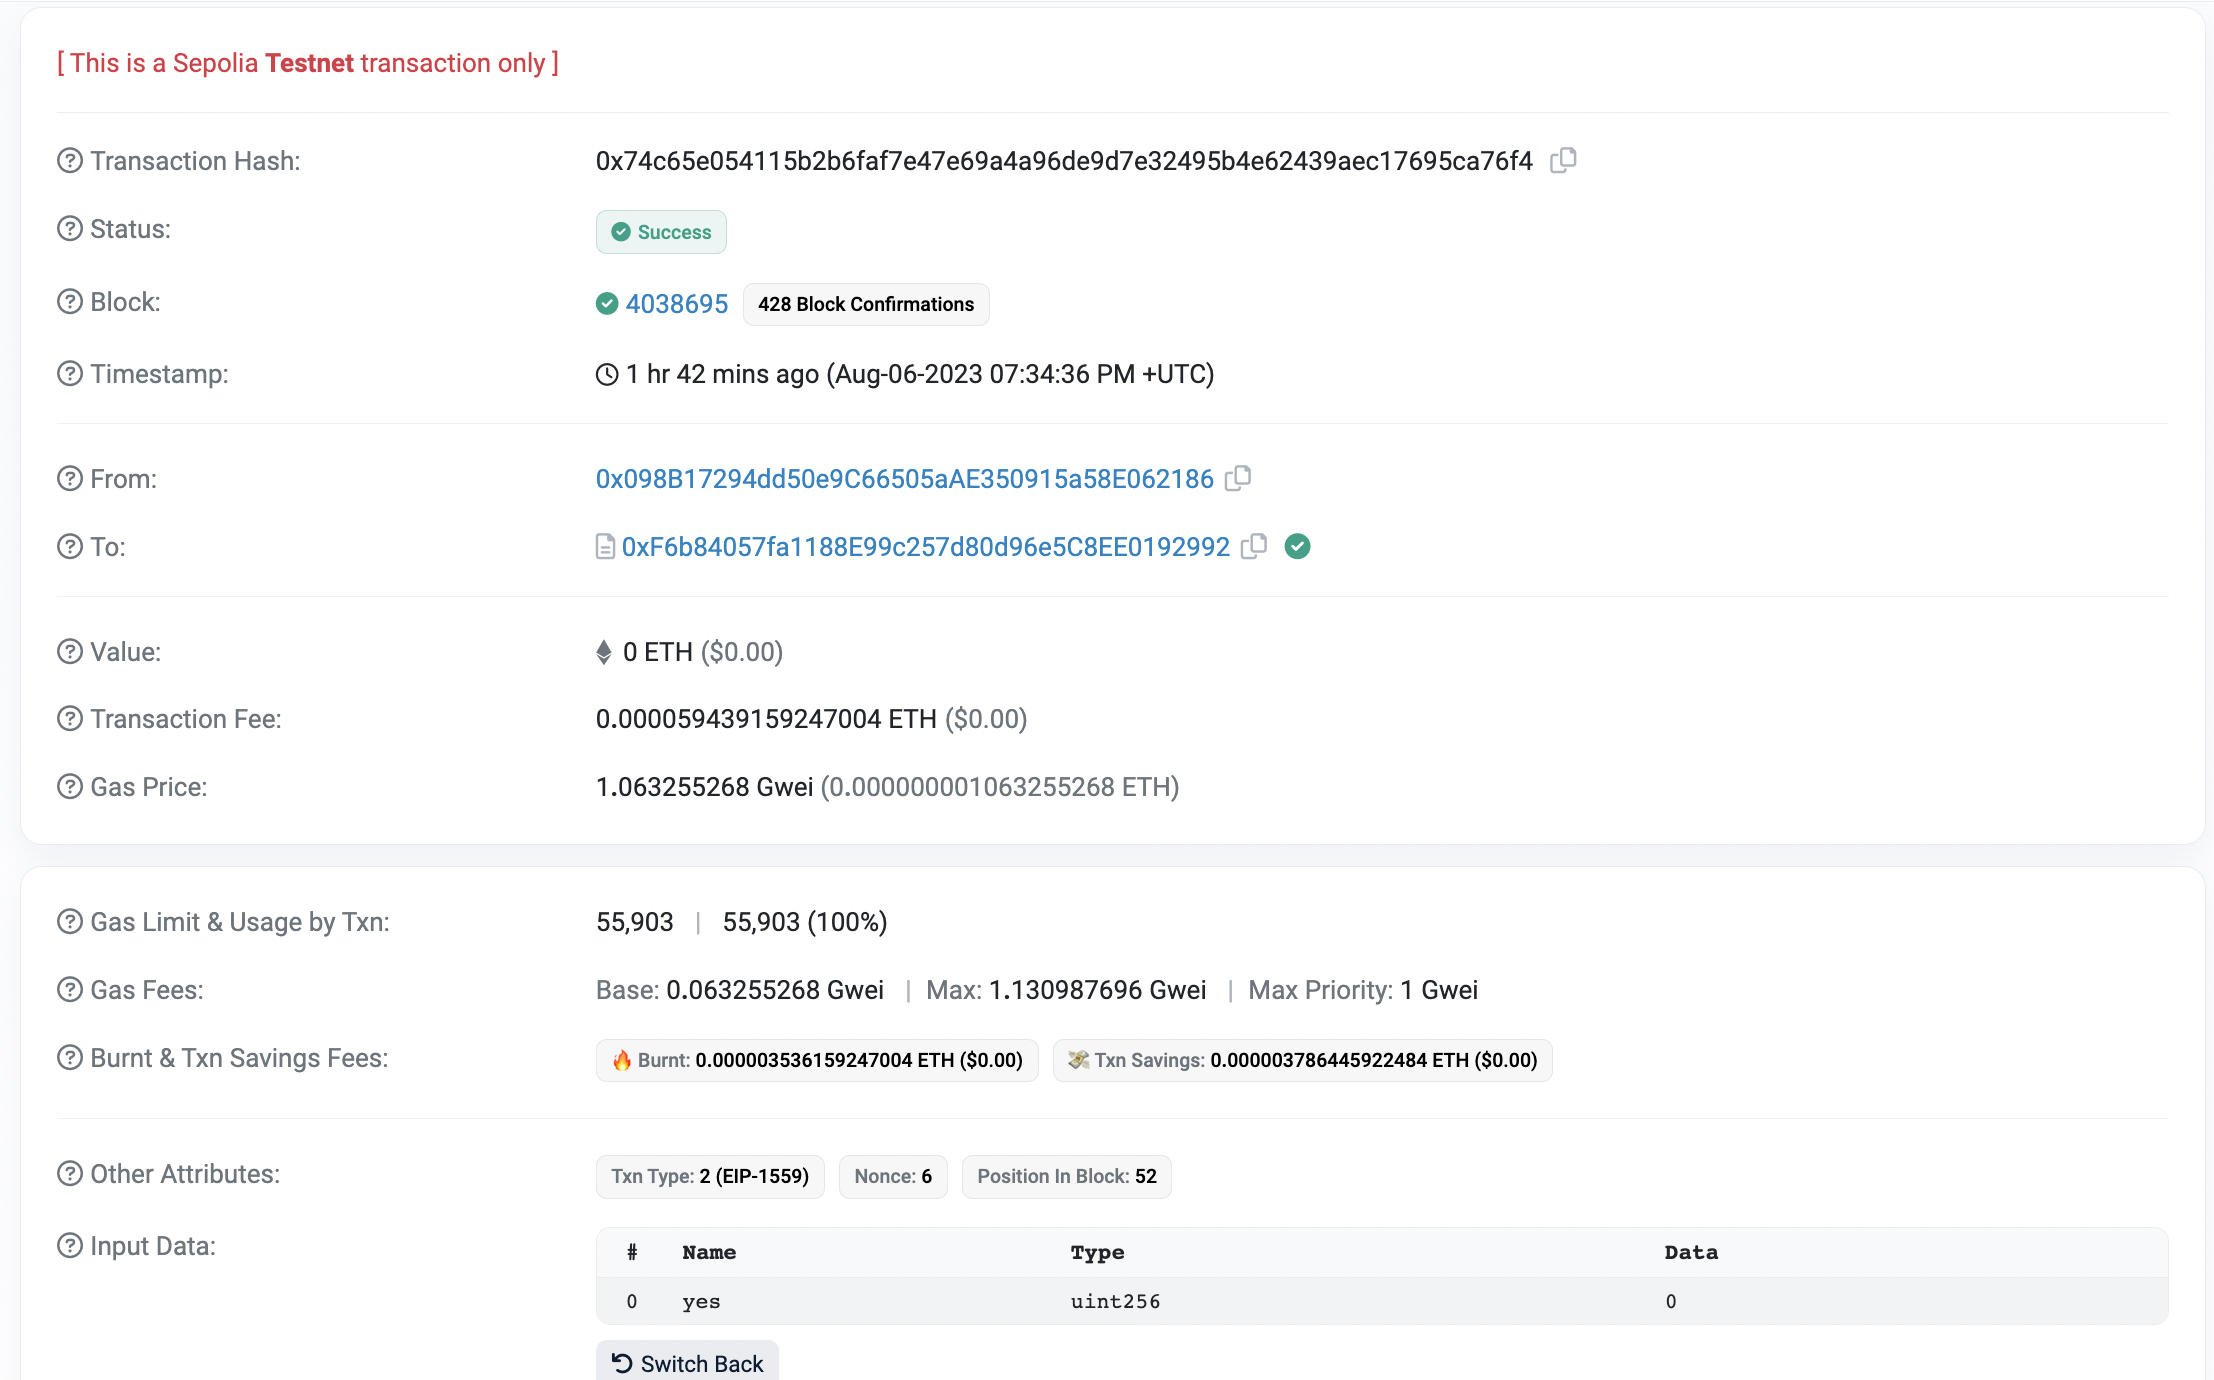 [ This is a Sepolia Testnet transaction only ]
Transaction Hash: 0x74c65e054115b2b6faf7e47e69a4a96de9d7e32495b4e62439aec17695ca76f4
Status: Success
Block: 4038695 428 Block Confirmations
Timestamp: 1 hr 42 mins ago (Aug-06-2023 07:34:36 PM +UTC)
From: 0x098B17294dd50e9C66505aAE350915a58E062186
To: 0xF6b84057fa1188E99c257d80d96e5C8EE0192992
Value: 0 ETH ($0.00)
Transaction Fee: 0.000059439159247004 ETH ($0.00)
Gas Price: 1.063255268 Gwei (0.000000001063255268 ETH)
Gas Limit & Usage by Txn: 55,903 | 55,903 (100%)
Gas Fees: Base: 0.063255268 Gwei | Max: 1.130987696 Gwei | Max Priority: 1 Gwei
Burnt & Txn Savings Fees: 🔥 Burnt: 0.000003536159247004 ETH ($0.00) 💸 Txn Savings: 0.000003786445922484 ETH ($0.00)
Other Attributes: Txn Type: 2 (EIP-1559) Nonce: 6 Position In Block: 52
Input Data: # Name Type Data
0 yes uint256 0
Switch Back